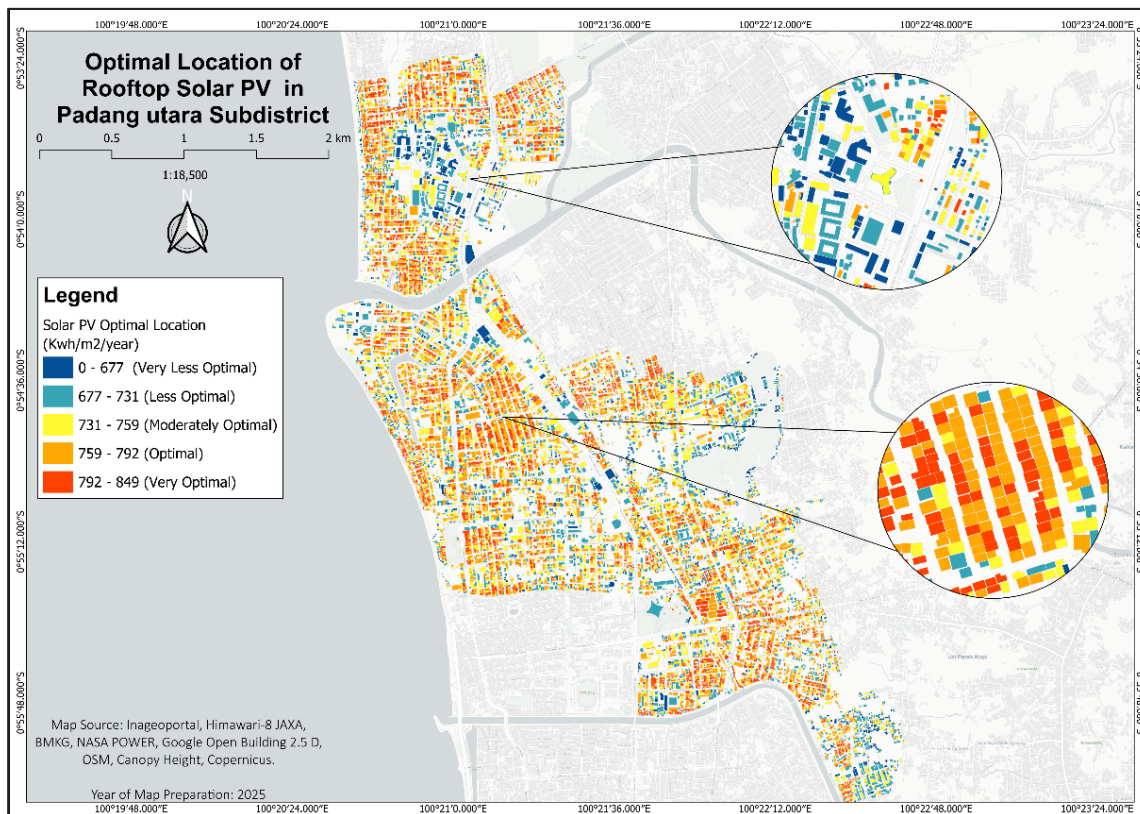 100°19'48.000"E 100°20'24.000"E 100°21'0.000"E 100°21'36.000"E 100°22'12.000"E 100°22'48.000"E 100°23'24.000"E
Optimal Location of
Rooftop Solar PV in
Padang utara Subdistrict
0 0.5 1 1.5 2 km
1:18,500
N
Legend
Solar PV Optimal Location
(Kwh/m2/year)
0 - 677 (Very Less Optimal)
677 - 731 (Less Optimal)
731 - 759 (Moderately Optimal)
759 - 792 (Optimal)
792 - 849 (Very Optimal)
Map Source: Inageoportal, Himawari-8 JAXA,
BMKG, NASA POWER, Google Open Building 2.5 D,
OSM, Canopy Height, Copernicus.
Year of Map Preparation: 2025
0°53'24.000"S
0°54'0.000"S
0°54'36.000"S
0°55'12.000"S
0°55'48.000"S
100°19'48.000"E 100°20'24.000"E 100°21'0.000"E 100°21'36.000"E 100°22'12.000"E 100°22'48.000"E 100°23'24.000"E